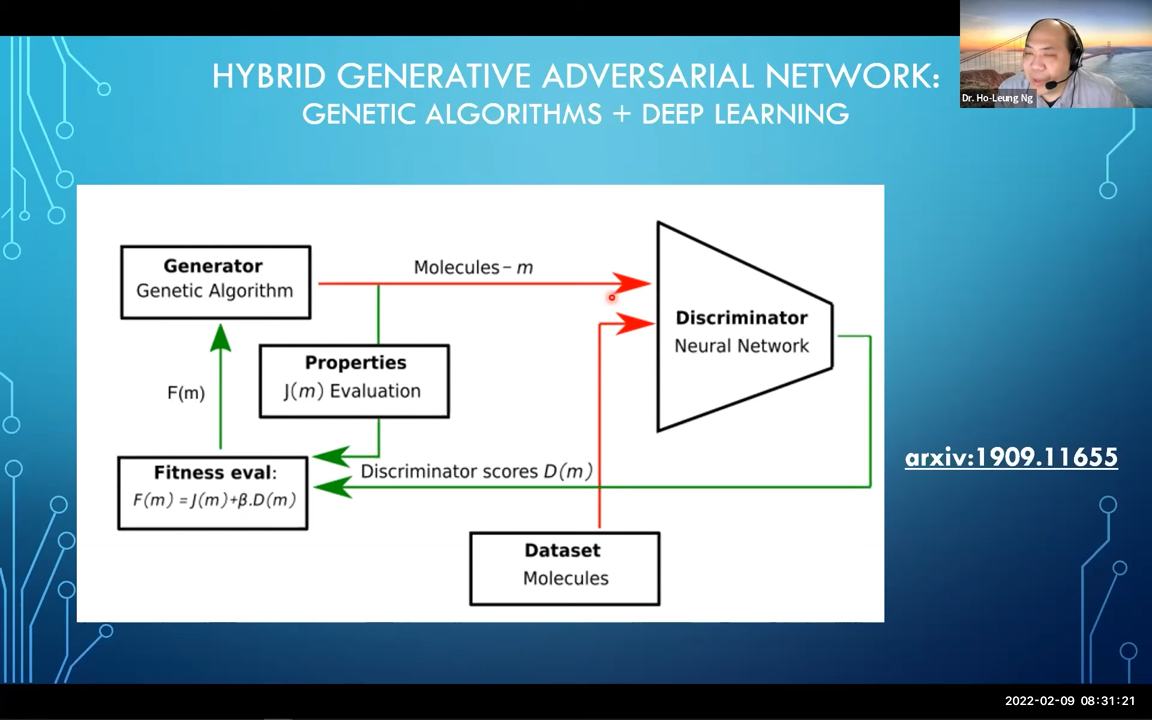 HYBRID GENERATIVE ADVERSARIAL NETWORK:
GENETIC ALGORITHMS + DEEP LEARNING
Dr. Ho-Leung Ng
Generator
Genetic Algorithm
Molecules – m
Discriminator
Neural Network
Properties
J(m) Evaluation
F(m)
Fitness eval:
F(m) = J(m)+β.D(m)
Discriminator scores D(m)
arxiv:1909.11655
Dataset
Molecules
2022-02-09 08:31:21